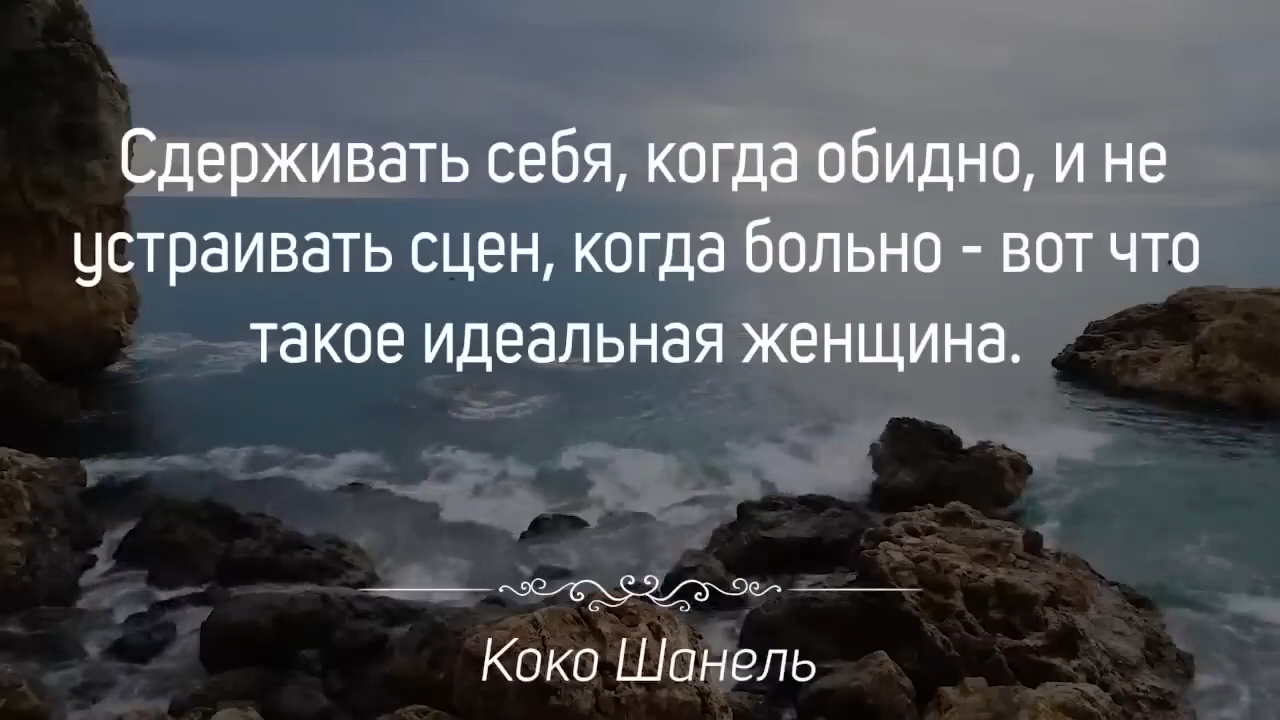 Сдерживать себя, когда обидно, и не
устраивать сцен, когда больно - вот что
такое идеальная женщина.
Коко Шанель